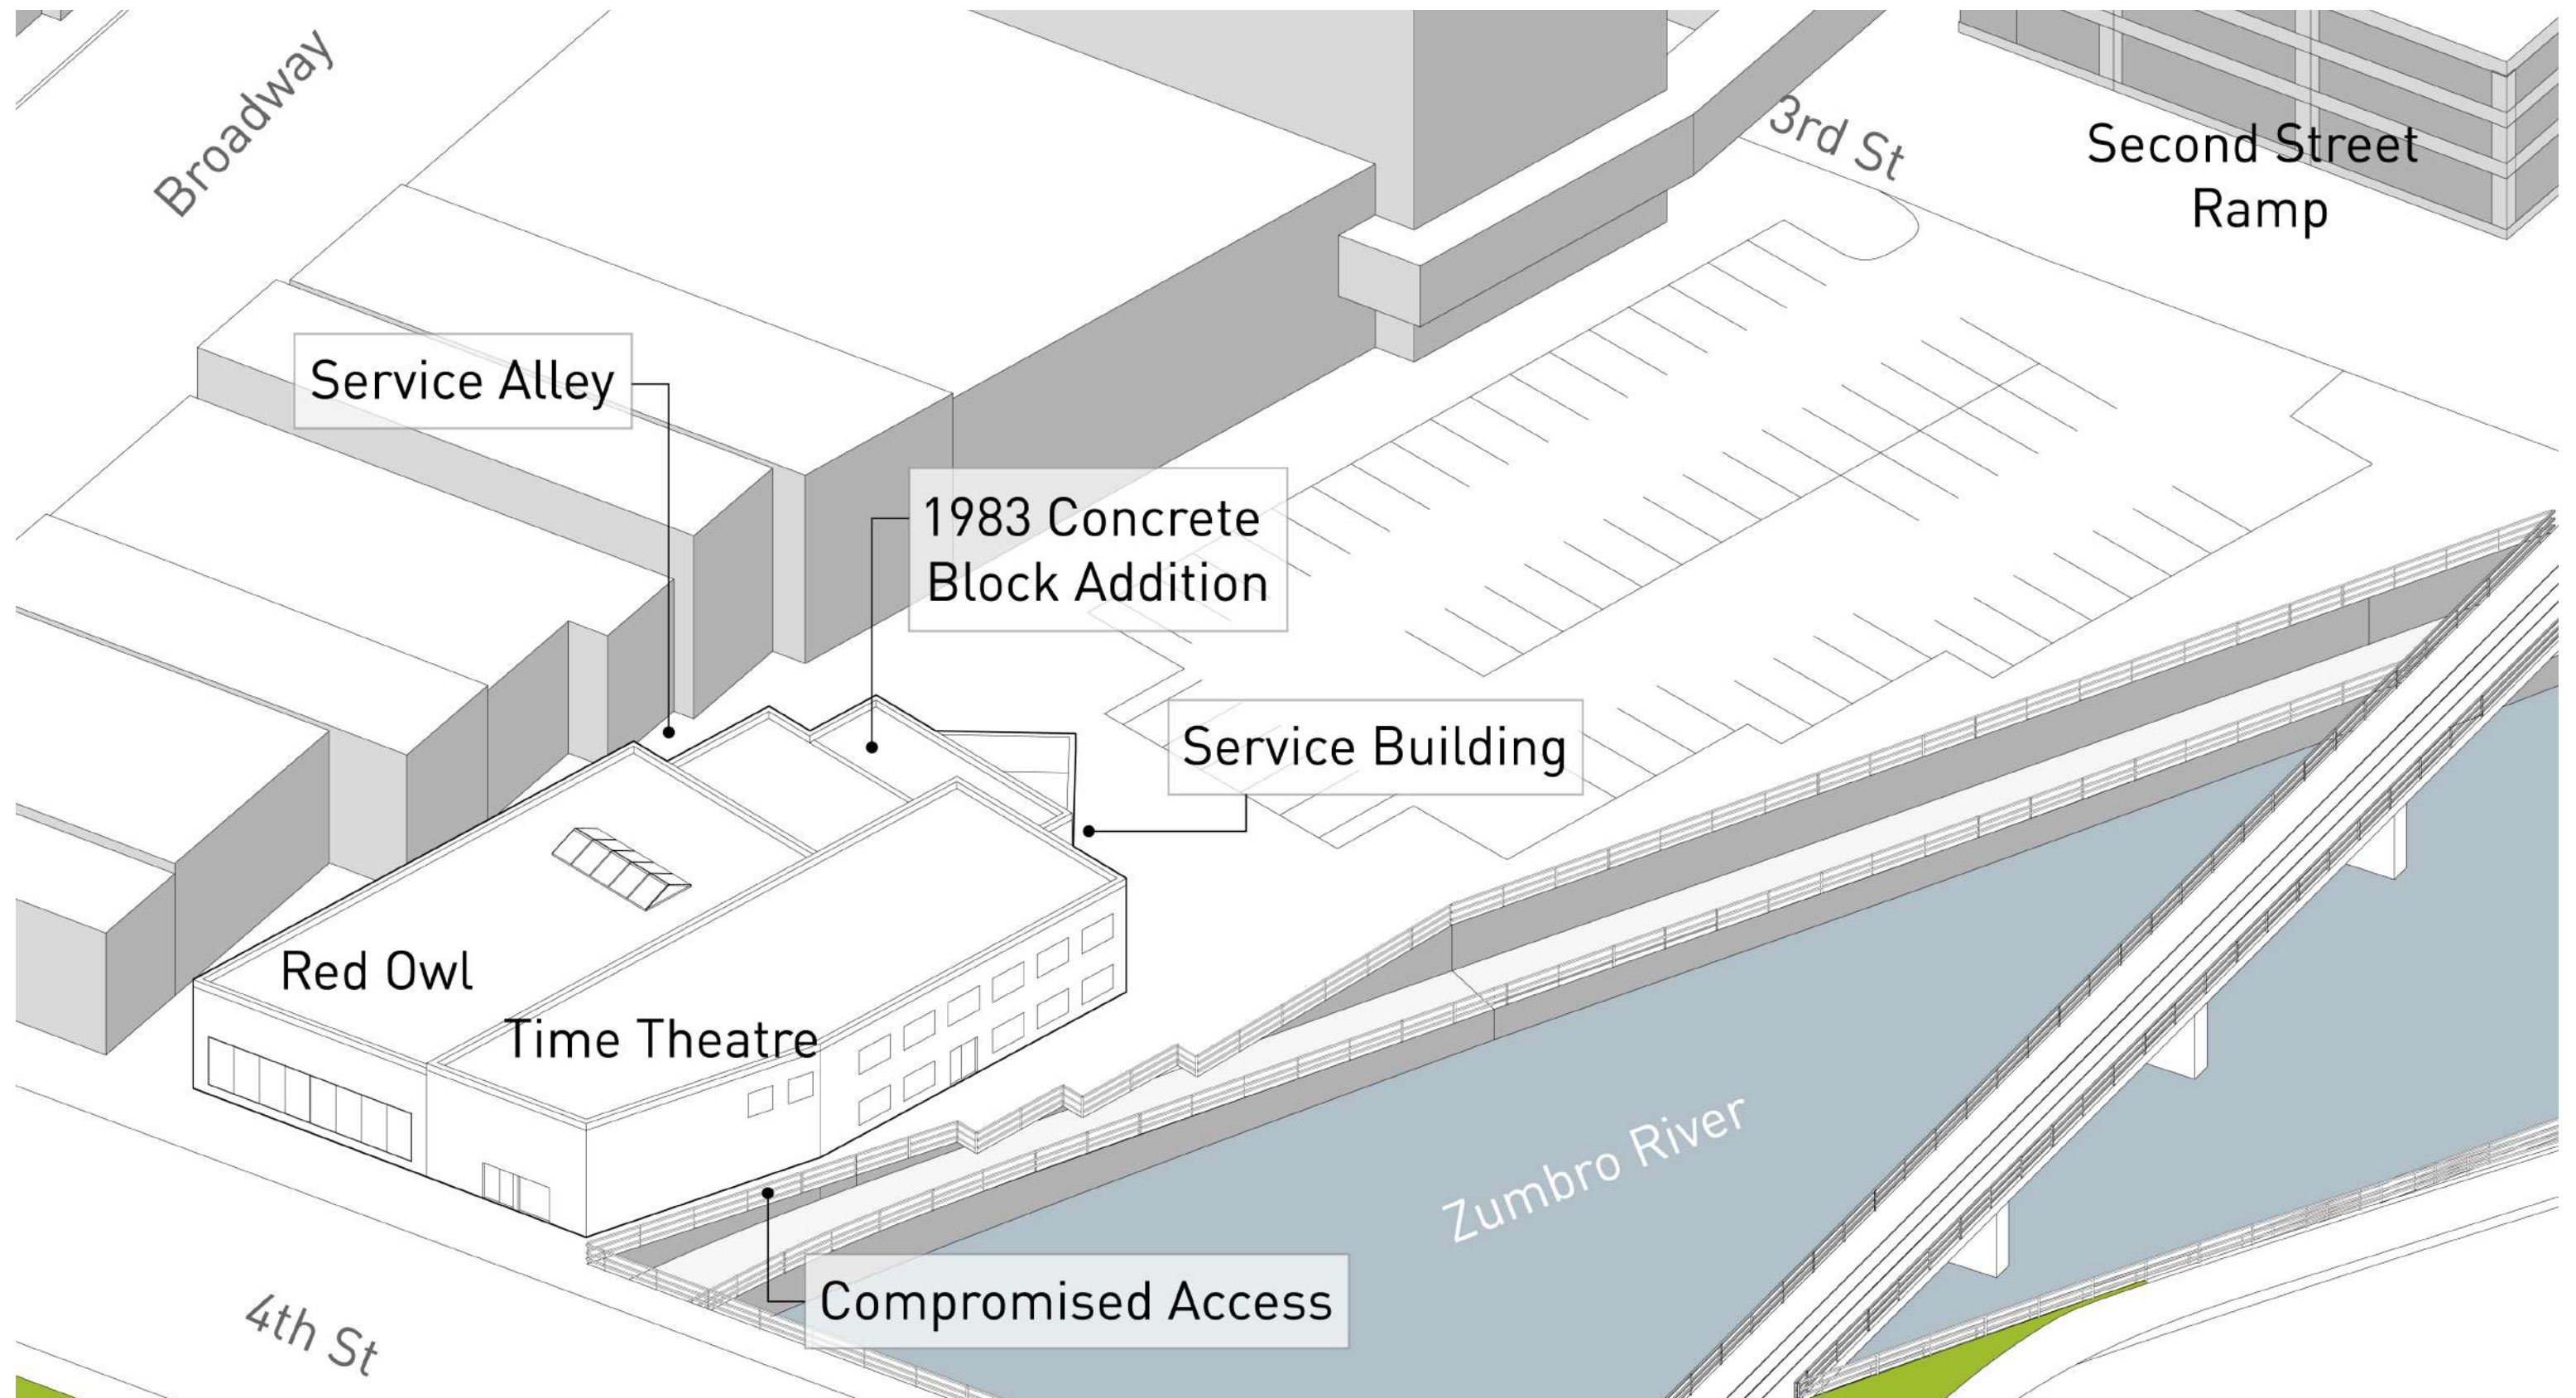 Broadway
3rd St
Second Street
Ramp
Service Alley
1983 Concrete
Block Addition
Service Building
Red Owl
Time Theatre
Zumbro River
Compromised Access
4th St